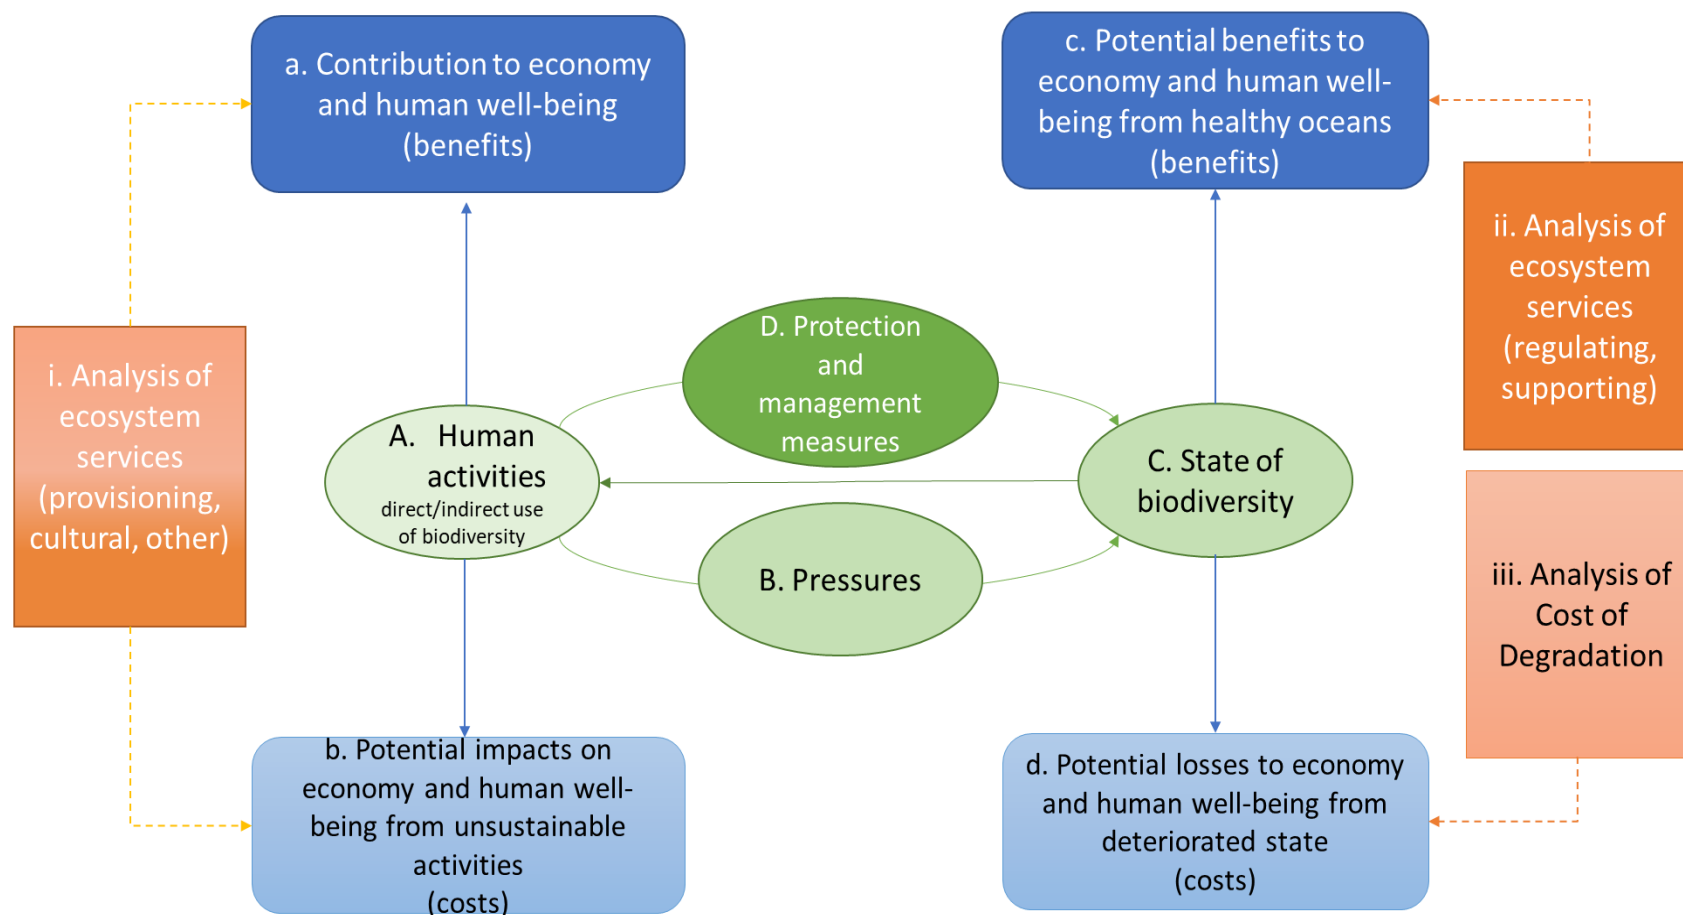 a. Contribution to economy
and human well-being
(benefits)
c. Potential benefits to
economy and human well-
being from healthy oceans
(benefits)
ii. Analysis of
ecosystem
services
(regulating,
supporting)
D. Protection
and
management
measures
i. Analysis of
ecosystem
services
(provisioning,
cultural, other)
A. Human
activities
direct/indirect use
of biodiversity
C. State of
biodiversity
B. Pressures
iii. Analysis of
Cost of
Degradation
b. Potential impacts on
economy and human well-
being from unsustainable
activities
(costs)
d. Potential losses to economy
and human well-being from
deteriorated state
(costs)